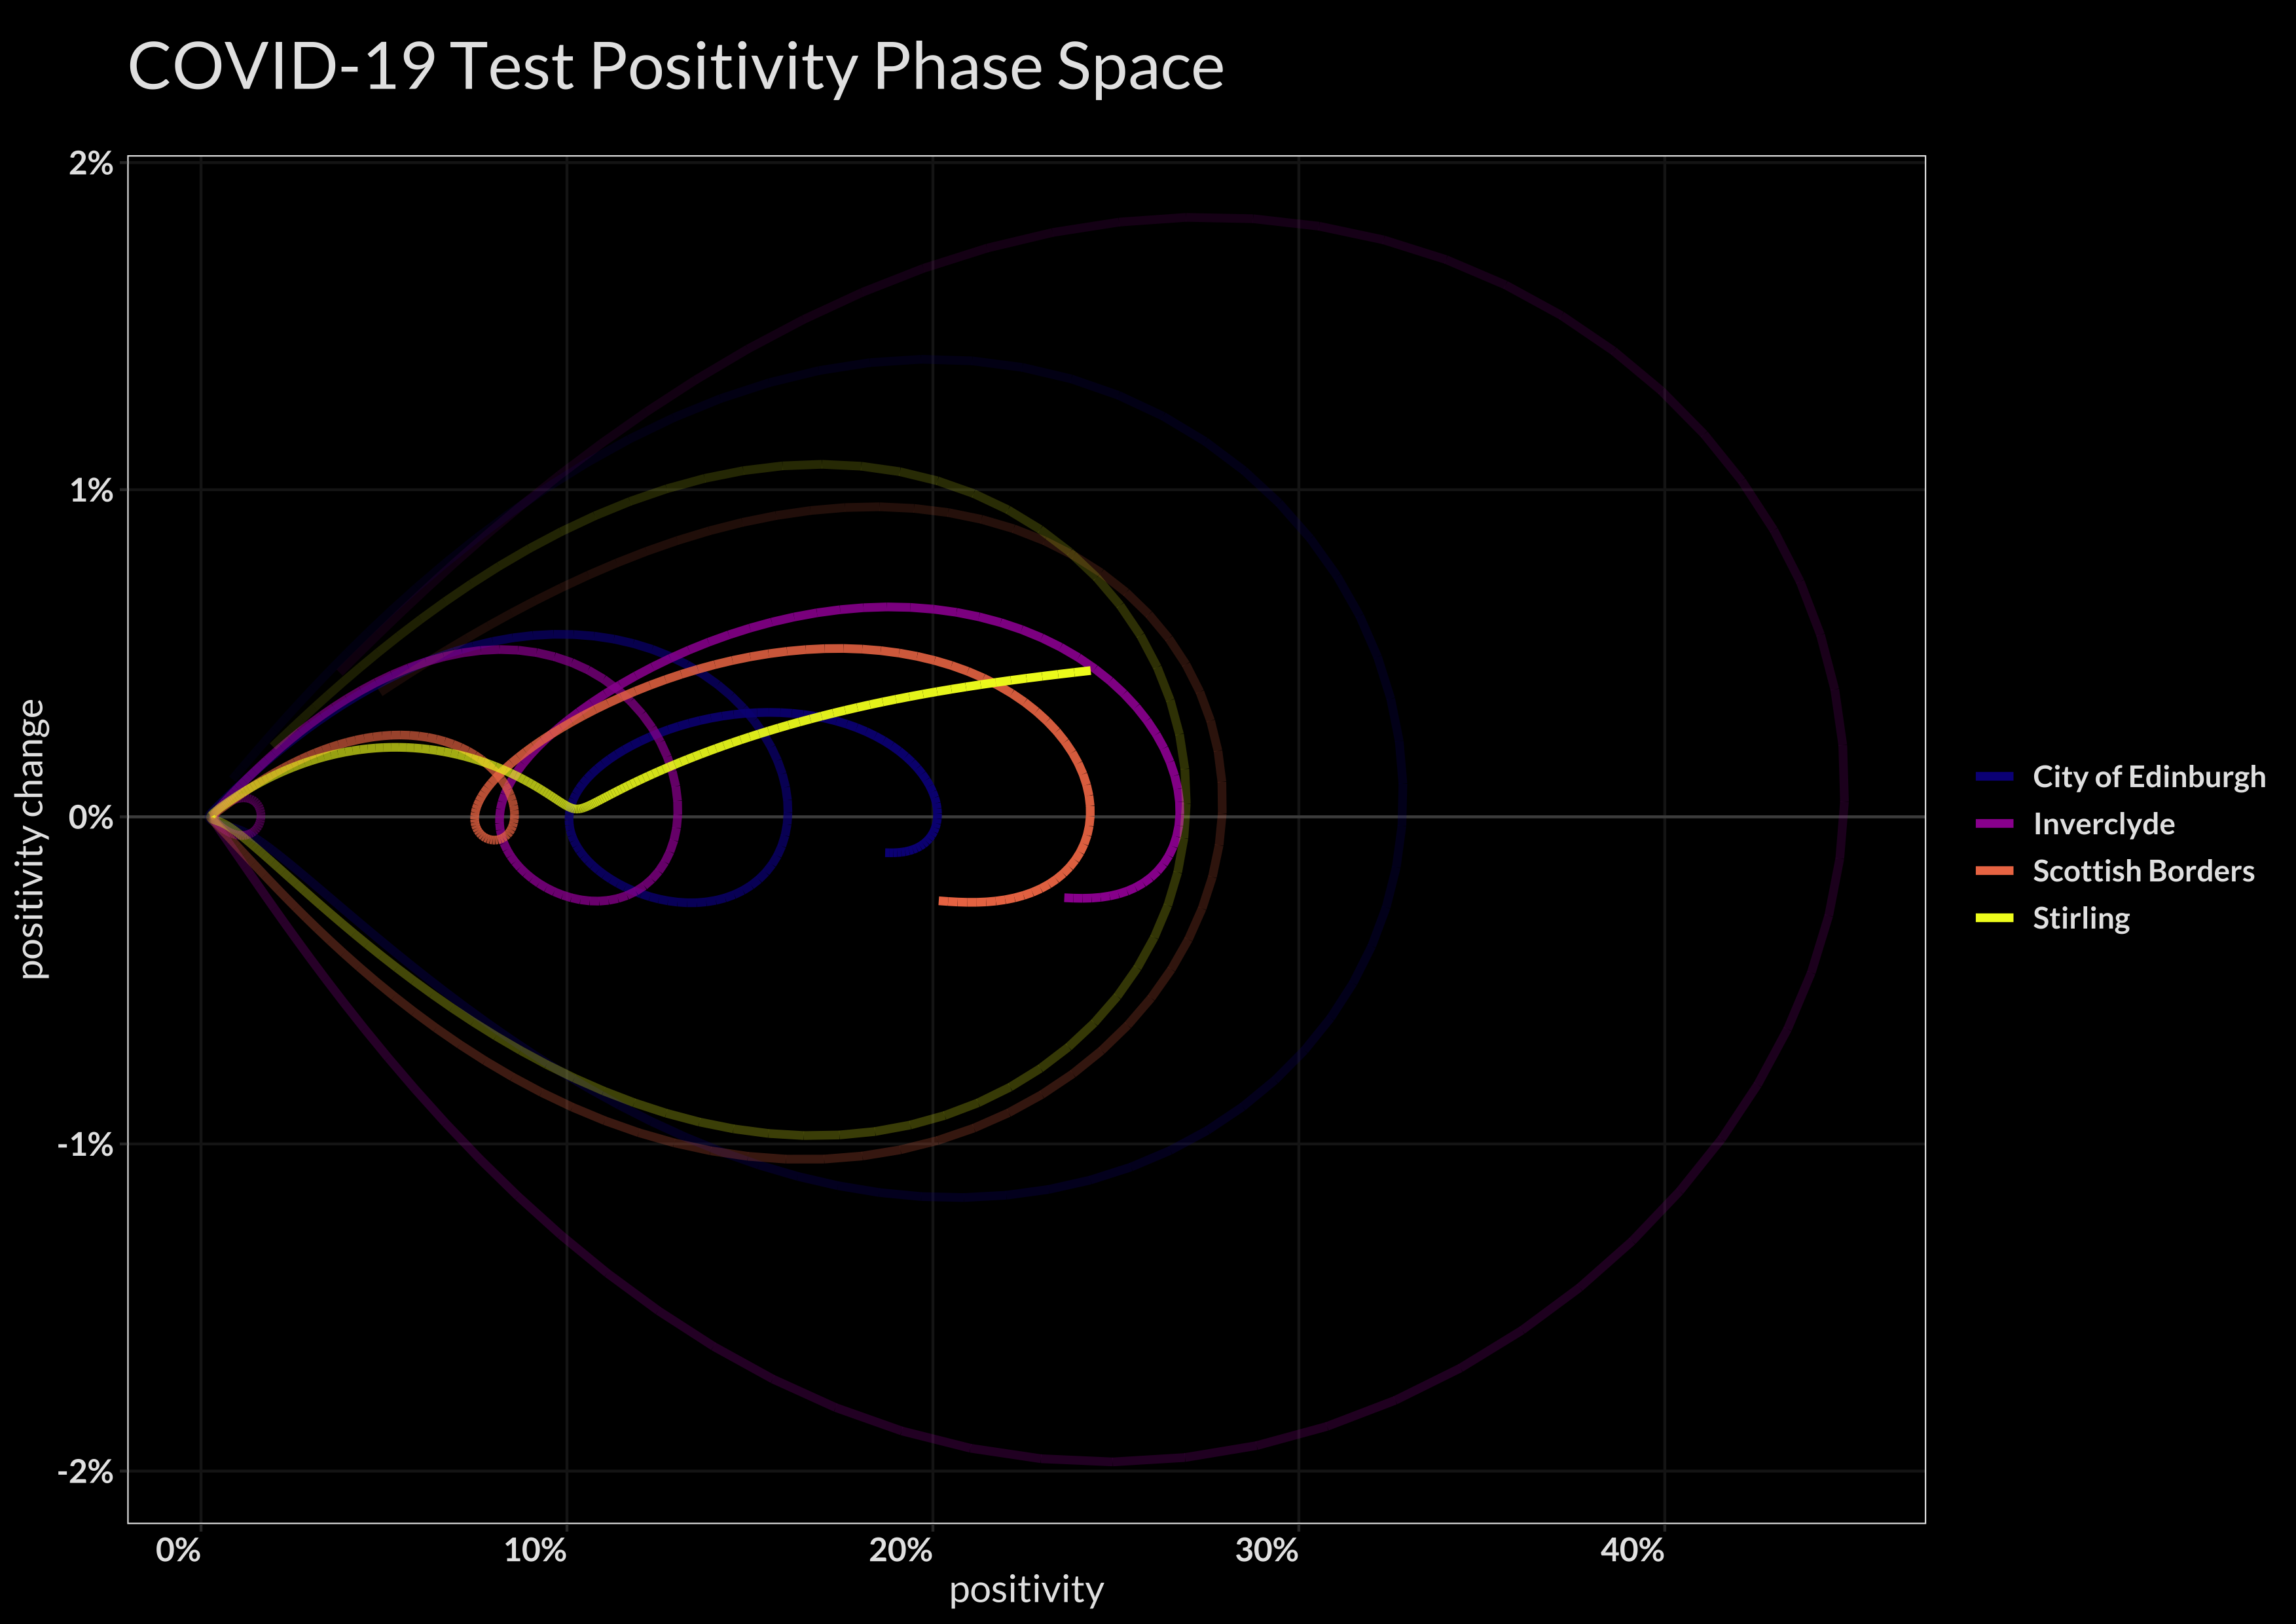 COVID-19 Test Positivity Phase Space
2%
1%
0%
-1%
-2%
positivity change
0% 10% 20% 30% 40%
positivity
City of Edinburgh
Inverclyde
Scottish Borders
Stirling